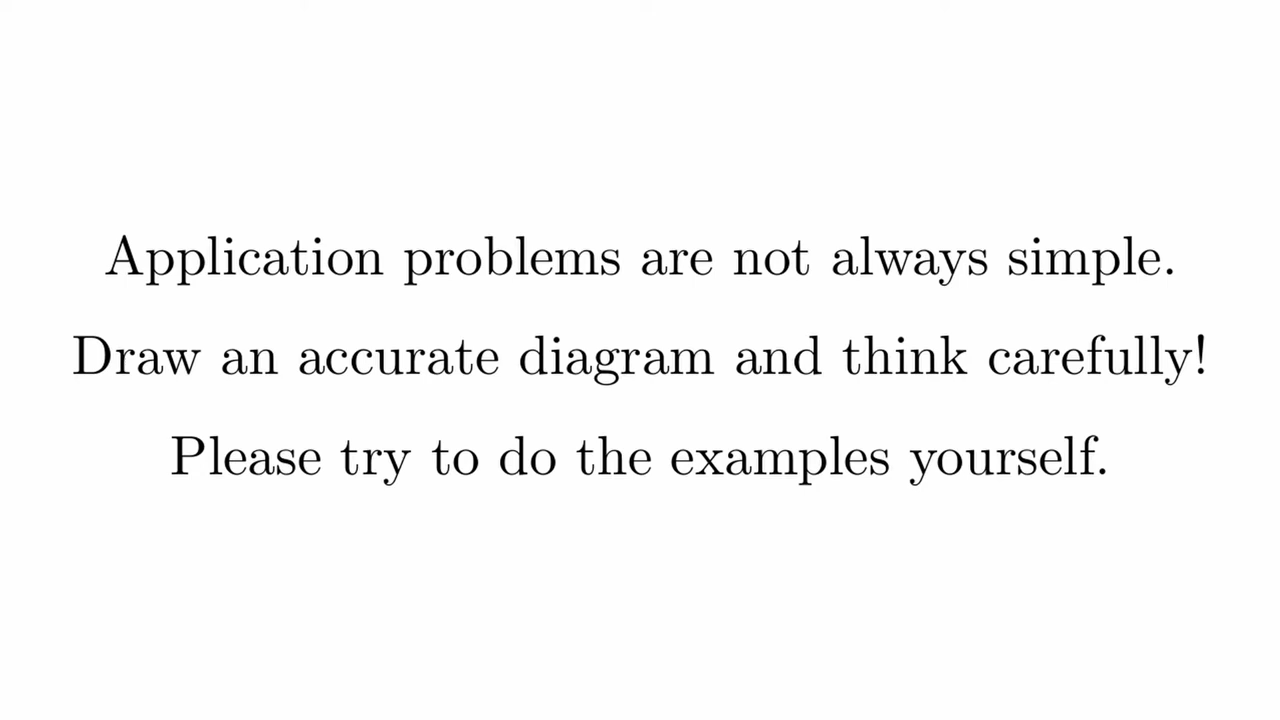 Application problems are not always simple.
Draw an accurate diagram and think carefully!
Please try to do the examples yourself.